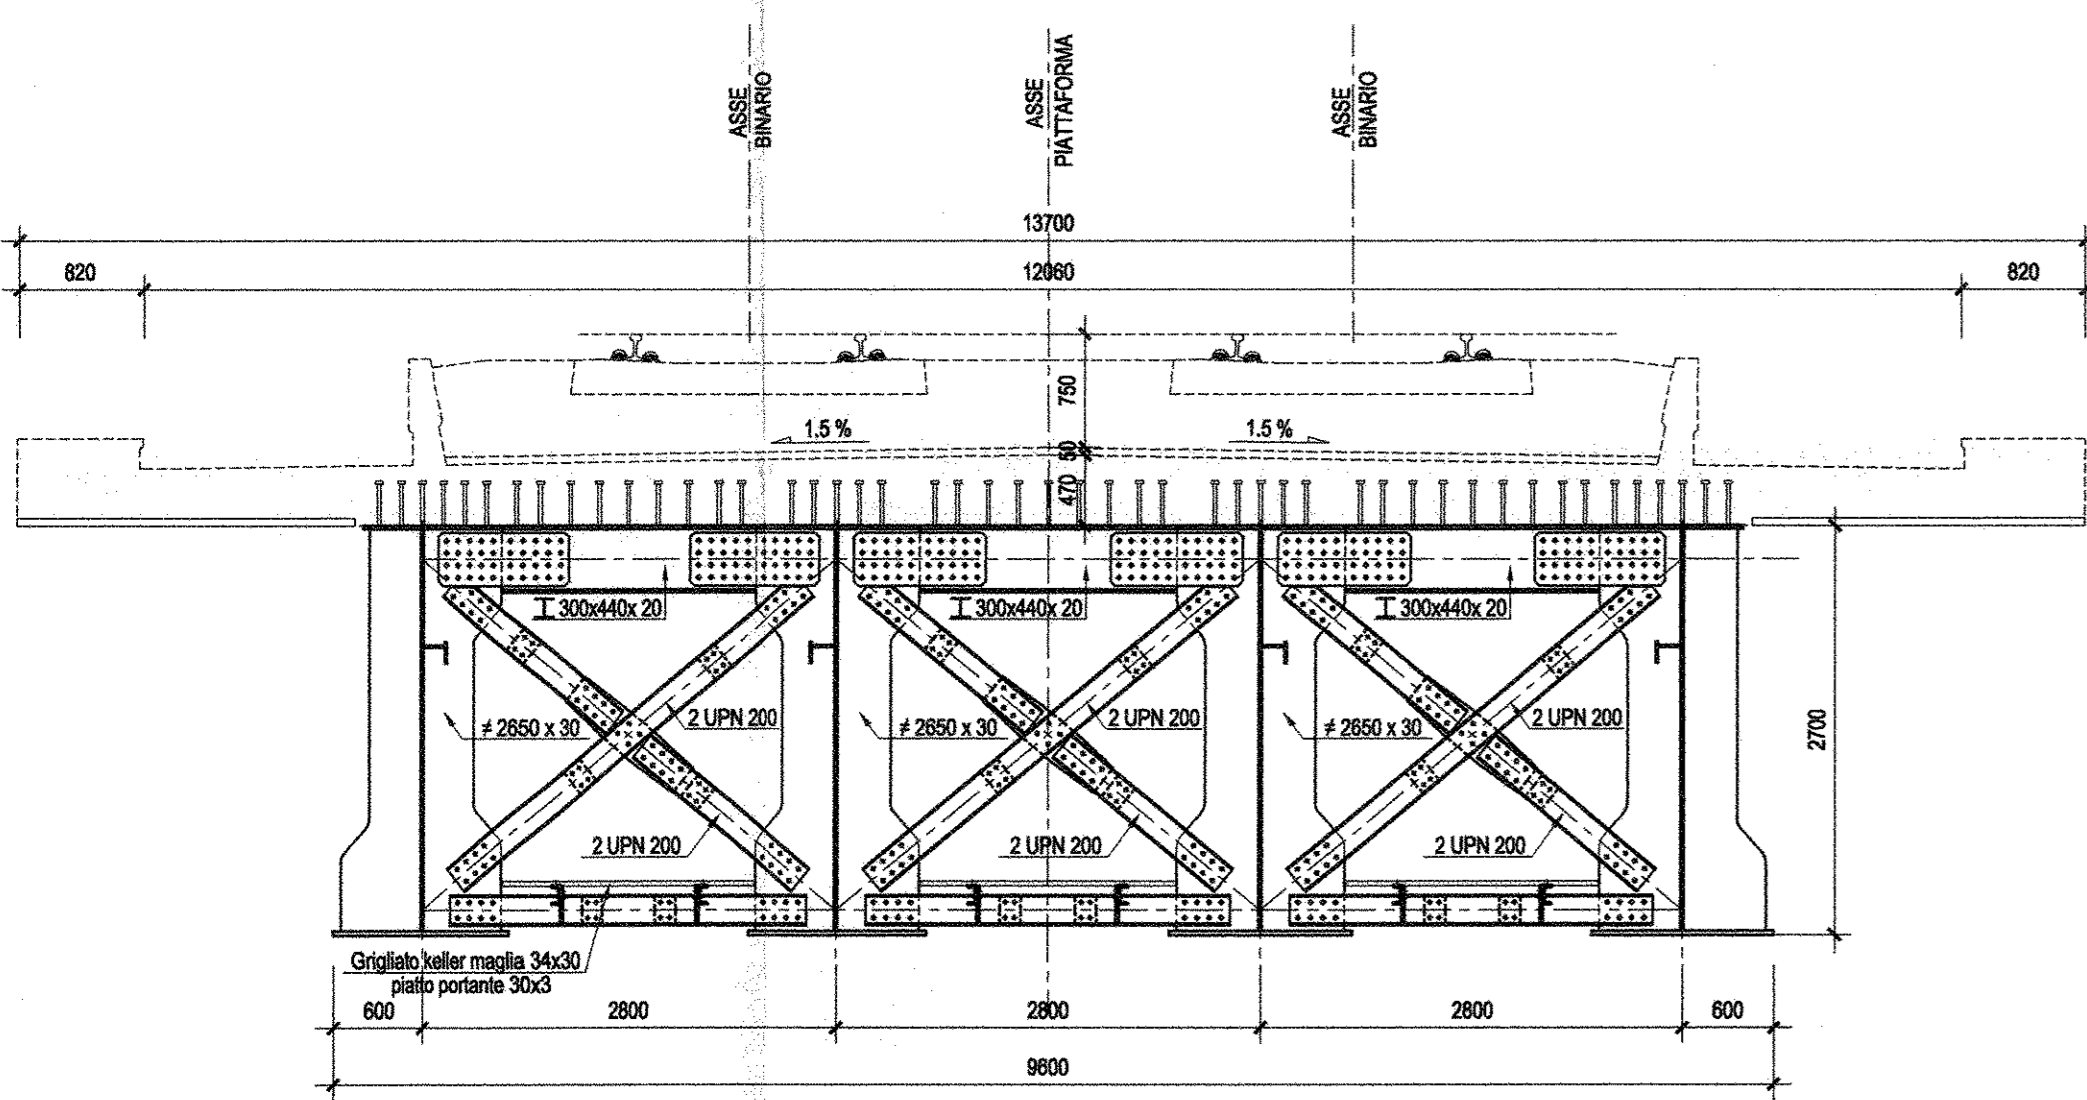 ASSE
BINARIO
ASSE
PIATTAFORMA
ASSE
BINARIO
13700
820
12060
820
750
1.5 %
1.5 %
50
470
300x440x 20
300x440x 20
300x440x 20
≠ 2650 x 30
2 UPN 200
≠ 2650 x 30
2 UPN 200
≠ 2650 x 30
2 UPN 200
2700
2 UPN 200
2 UPN 200
2 UPN 200
Grigliato keller maglia 34x30
piatto portante 30x3
600
2800
2800
2800
600
9600